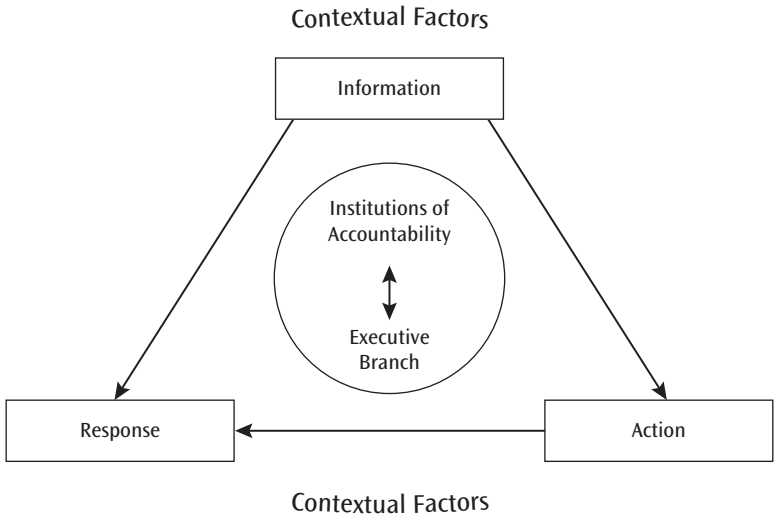 Contextual Factors
Information
Institutions of
Accountability
Executive
Branch
Response
Action
Contextual Factors